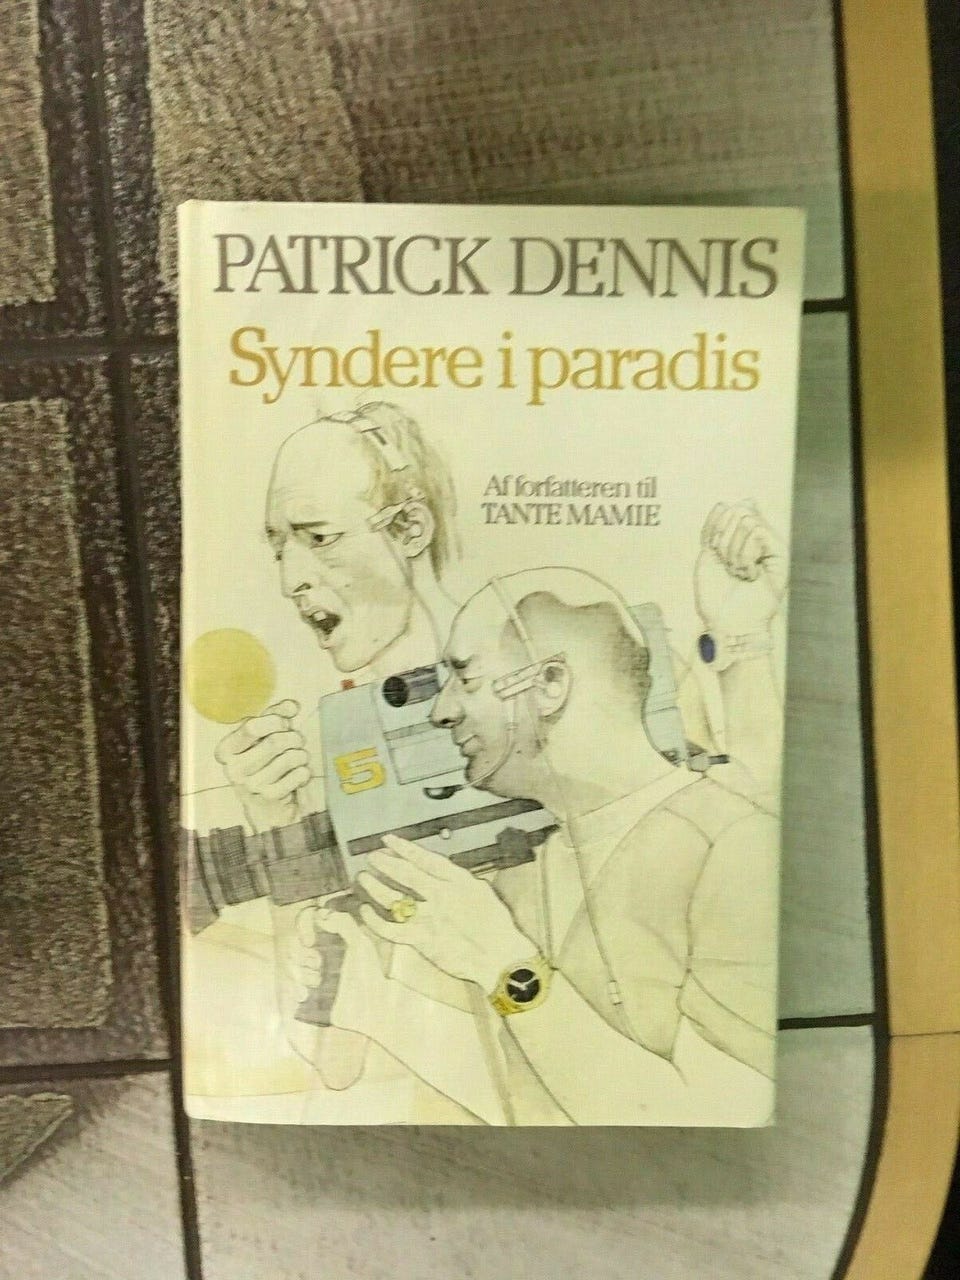 PATRICK DENNIS
Syndere i paradis
Af forfatteren til
TANTE MAMIE
5